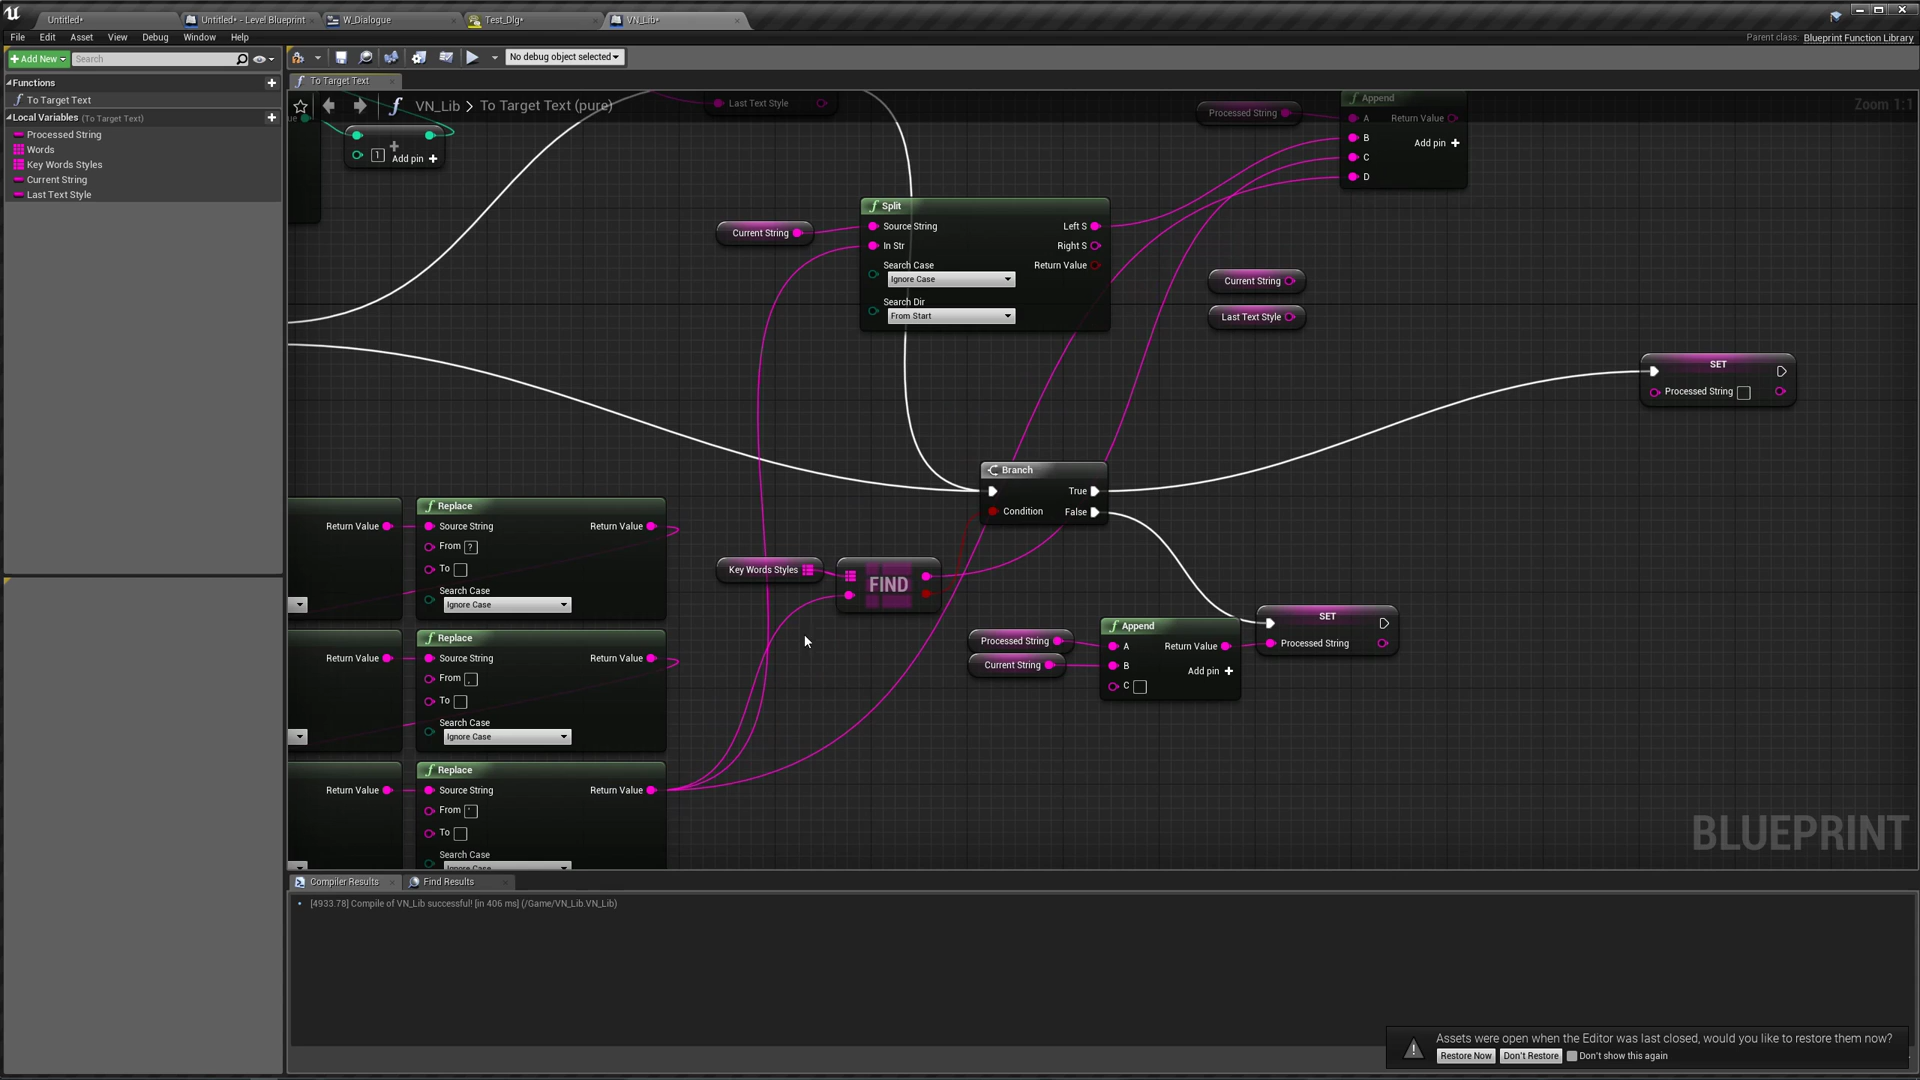 Untitled*
Untitled* - Level Blueprint
W_Dialogue
Test_Dlg*
VN_Lib*
File Edit Asset View Debug Window Help
Parent class: Blueprint Function Library
Add New
Search
No debug object selected
Functions
To Target Text
Local Variables (To Target Text)
Processed String
Words
Key Words Styles
Current String
Last Text Style
To Target Text
VN_Lib > To Target Text (pure)
Zoom 1:1
Last Text Style
1
Add pin +
Processed String
Append
A Return Value
B
Add pin +
C
D
Split
Current String
Source String Left S
In Str Right S
Search Case Return Value
Ignore Case
Search Dir
From Start
Current String
Last Text Style
SET
Processed String
Branch
True
Condition False
Return Value
Replace
Source String Return Value
From ?
To
Search Case
Ignore Case
Key Words Styles
FIND
Processed String
Current String
Append
A Return Value
B
Add pin +
C
SET
Processed String
Return Value
Replace
Source String Return Value
From ,
To
Search Case
Ignore Case
Return Value
Replace
Source String Return Value
From '
To
Search Case
Ignore Case
BLUEPRINT
Compiler Results
Find Results
[4933.78] Compile of VN_Lib successful! [in 406 ms] (/Game/VN_Lib.VN_Lib)
Assets were open when the Editor was last closed, would you like to restore them now?
Restore Now Don't Restore Don't show this again